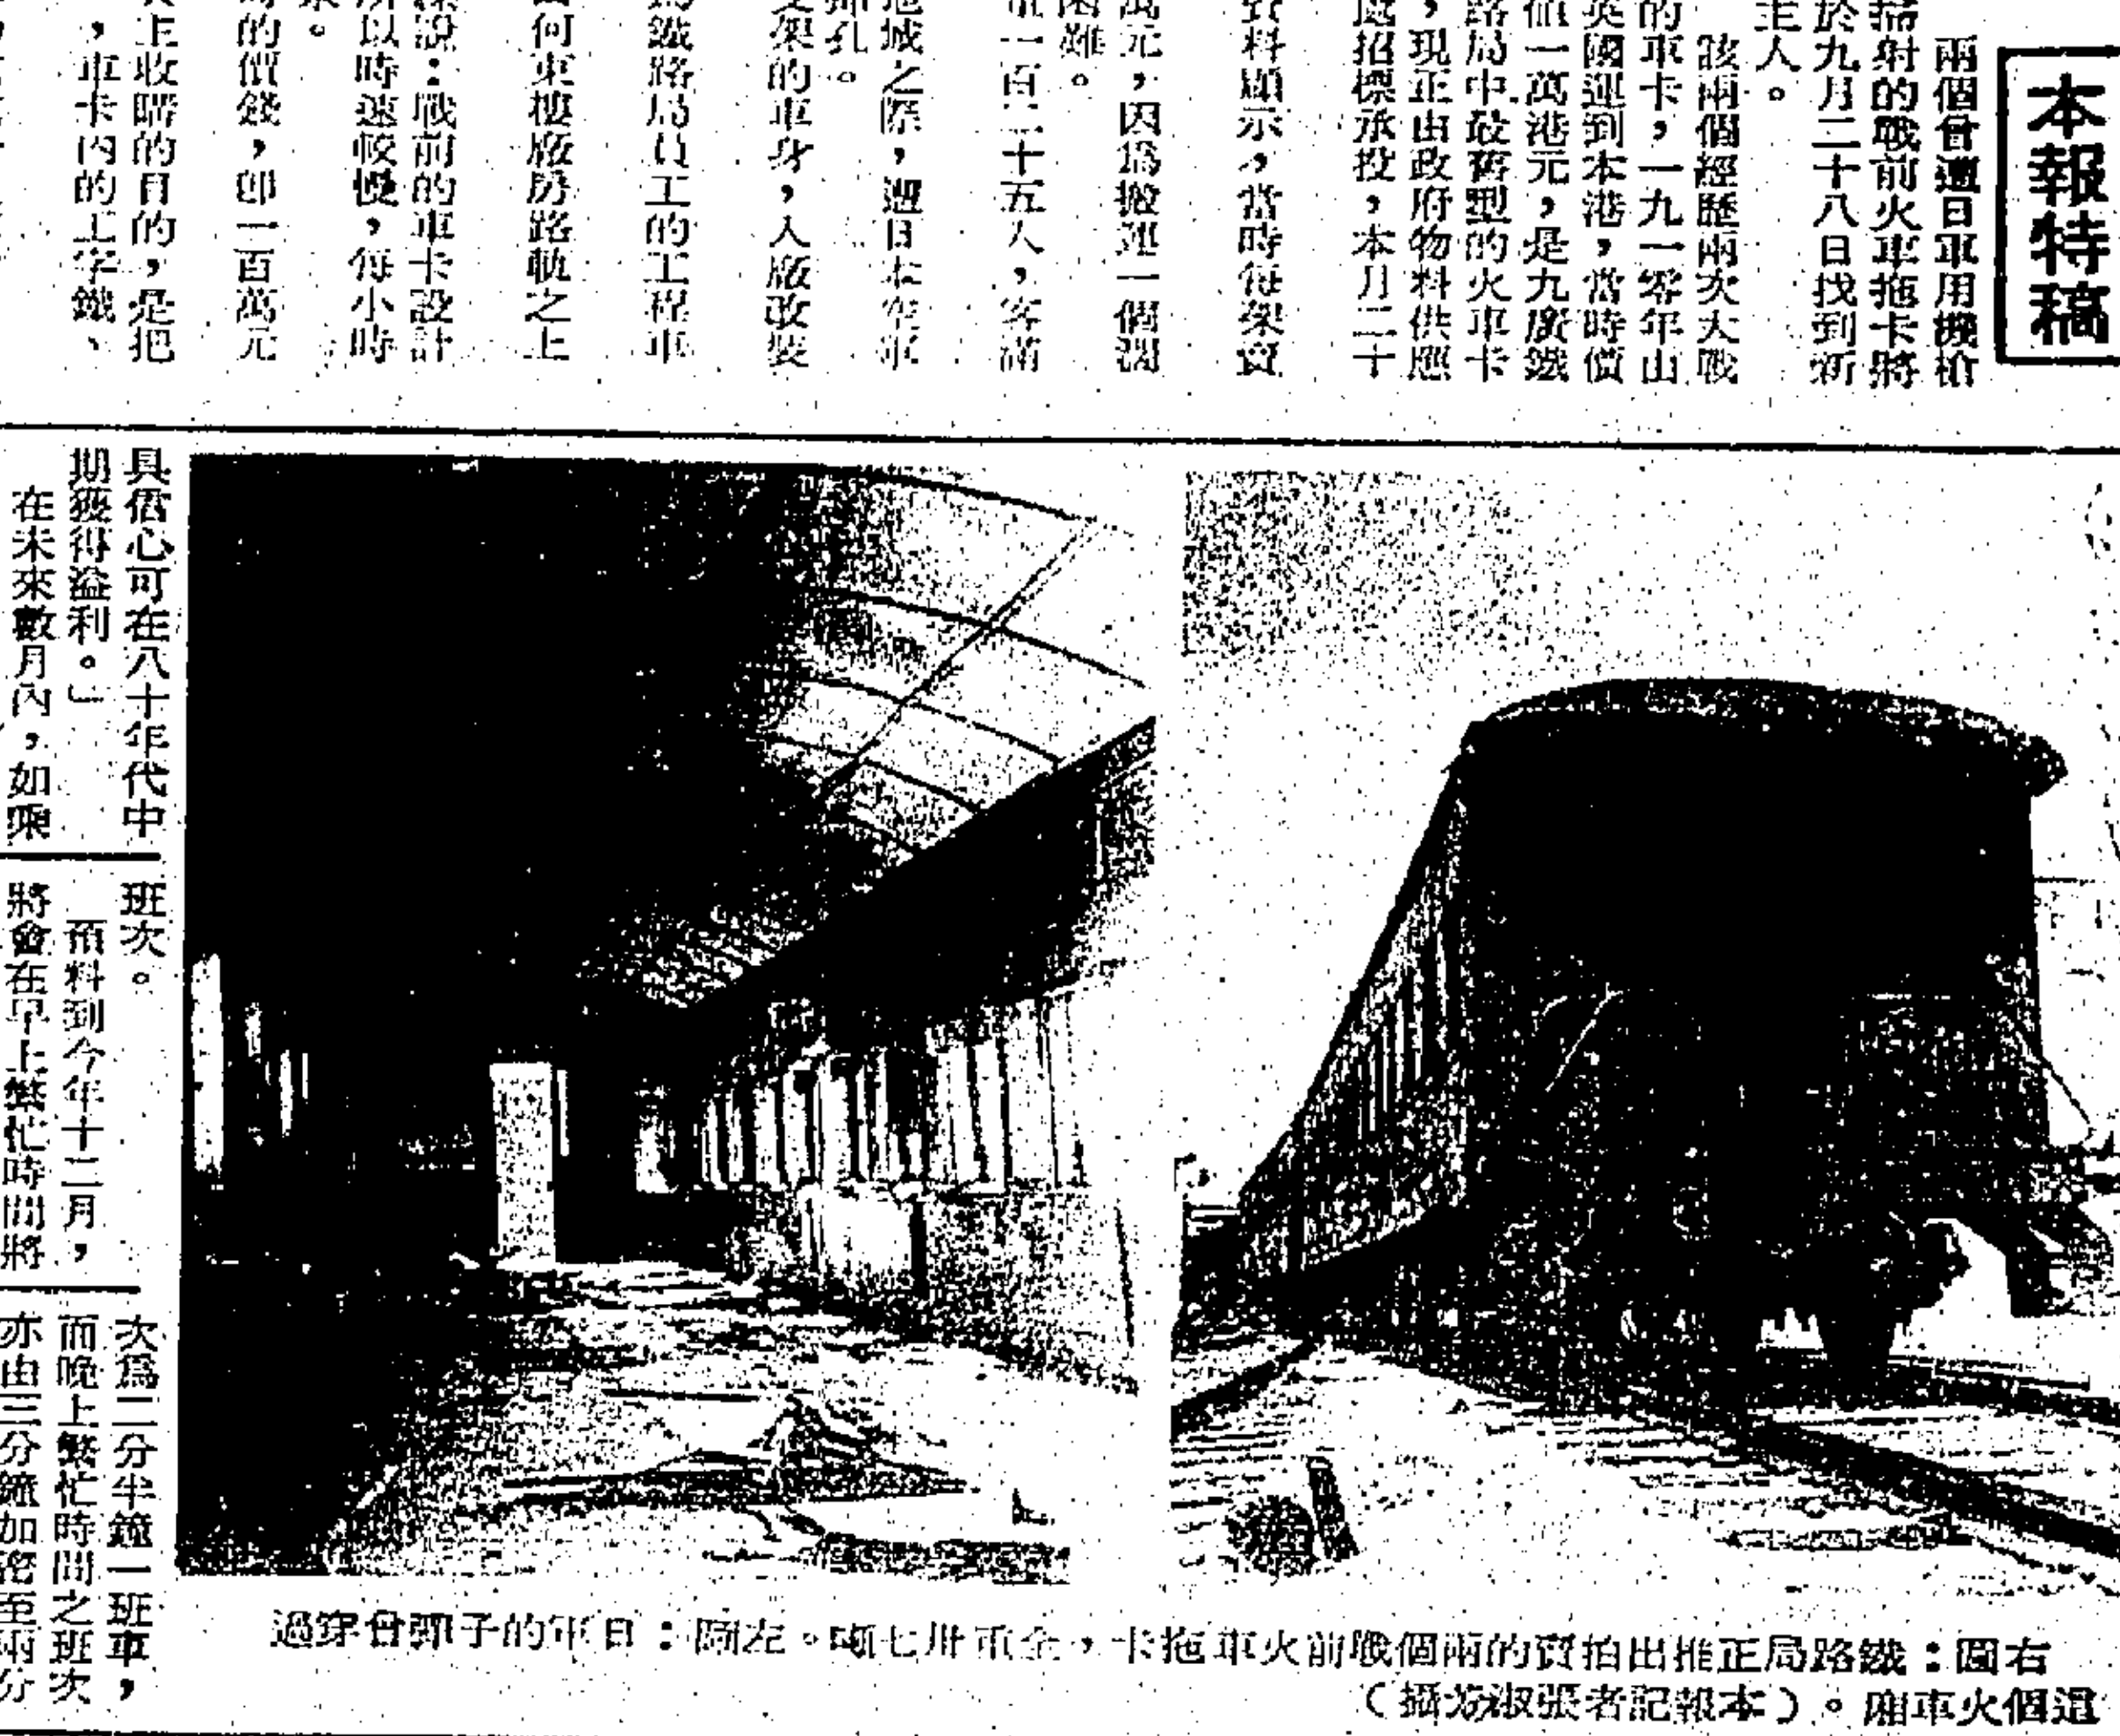 本報特稿
兩個曾遭日軍用機槍
掃射的戰前火車拖卡將
於九月二十八日找到新
主人。
該兩個經歷兩次大戰
的車卡，一九一零年由
英國運到本港，當時價
值一萬港元，是九廣鐵
路局中最舊型的火車卡
，現正由政府物料供應
處招標承投，本月二十
資料顯示，當時每架寶
萬元，因爲搬運一個濶
困難。
一百二十五人，客滿
之際，遭日本空軍
孔。
架的車身，入廠改裝
鐵路局員工的工程車
何東樓廠房路軌之上
說：戰前的車卡設計
所以時速較慢，每小時
的價錢，即一百萬元
主收購的目的，是把
，車卡內的工字鐵、
具信心可在八十年代中
期獲得溢利。」
在未來數月內，如乘
班次。
預料到今年十二月，
將會在早上繁忙時間將
次爲二分半鐘一班車，
而晚上繁忙時間之班次
亦由三分鐘加密至兩分
右圖：鐵路局正推出拍賣的兩個戰前火車拖卡，全重卅七噸。左圖：日軍的子彈曾穿過
這個火車廂。（本報記者張淑芬攝）